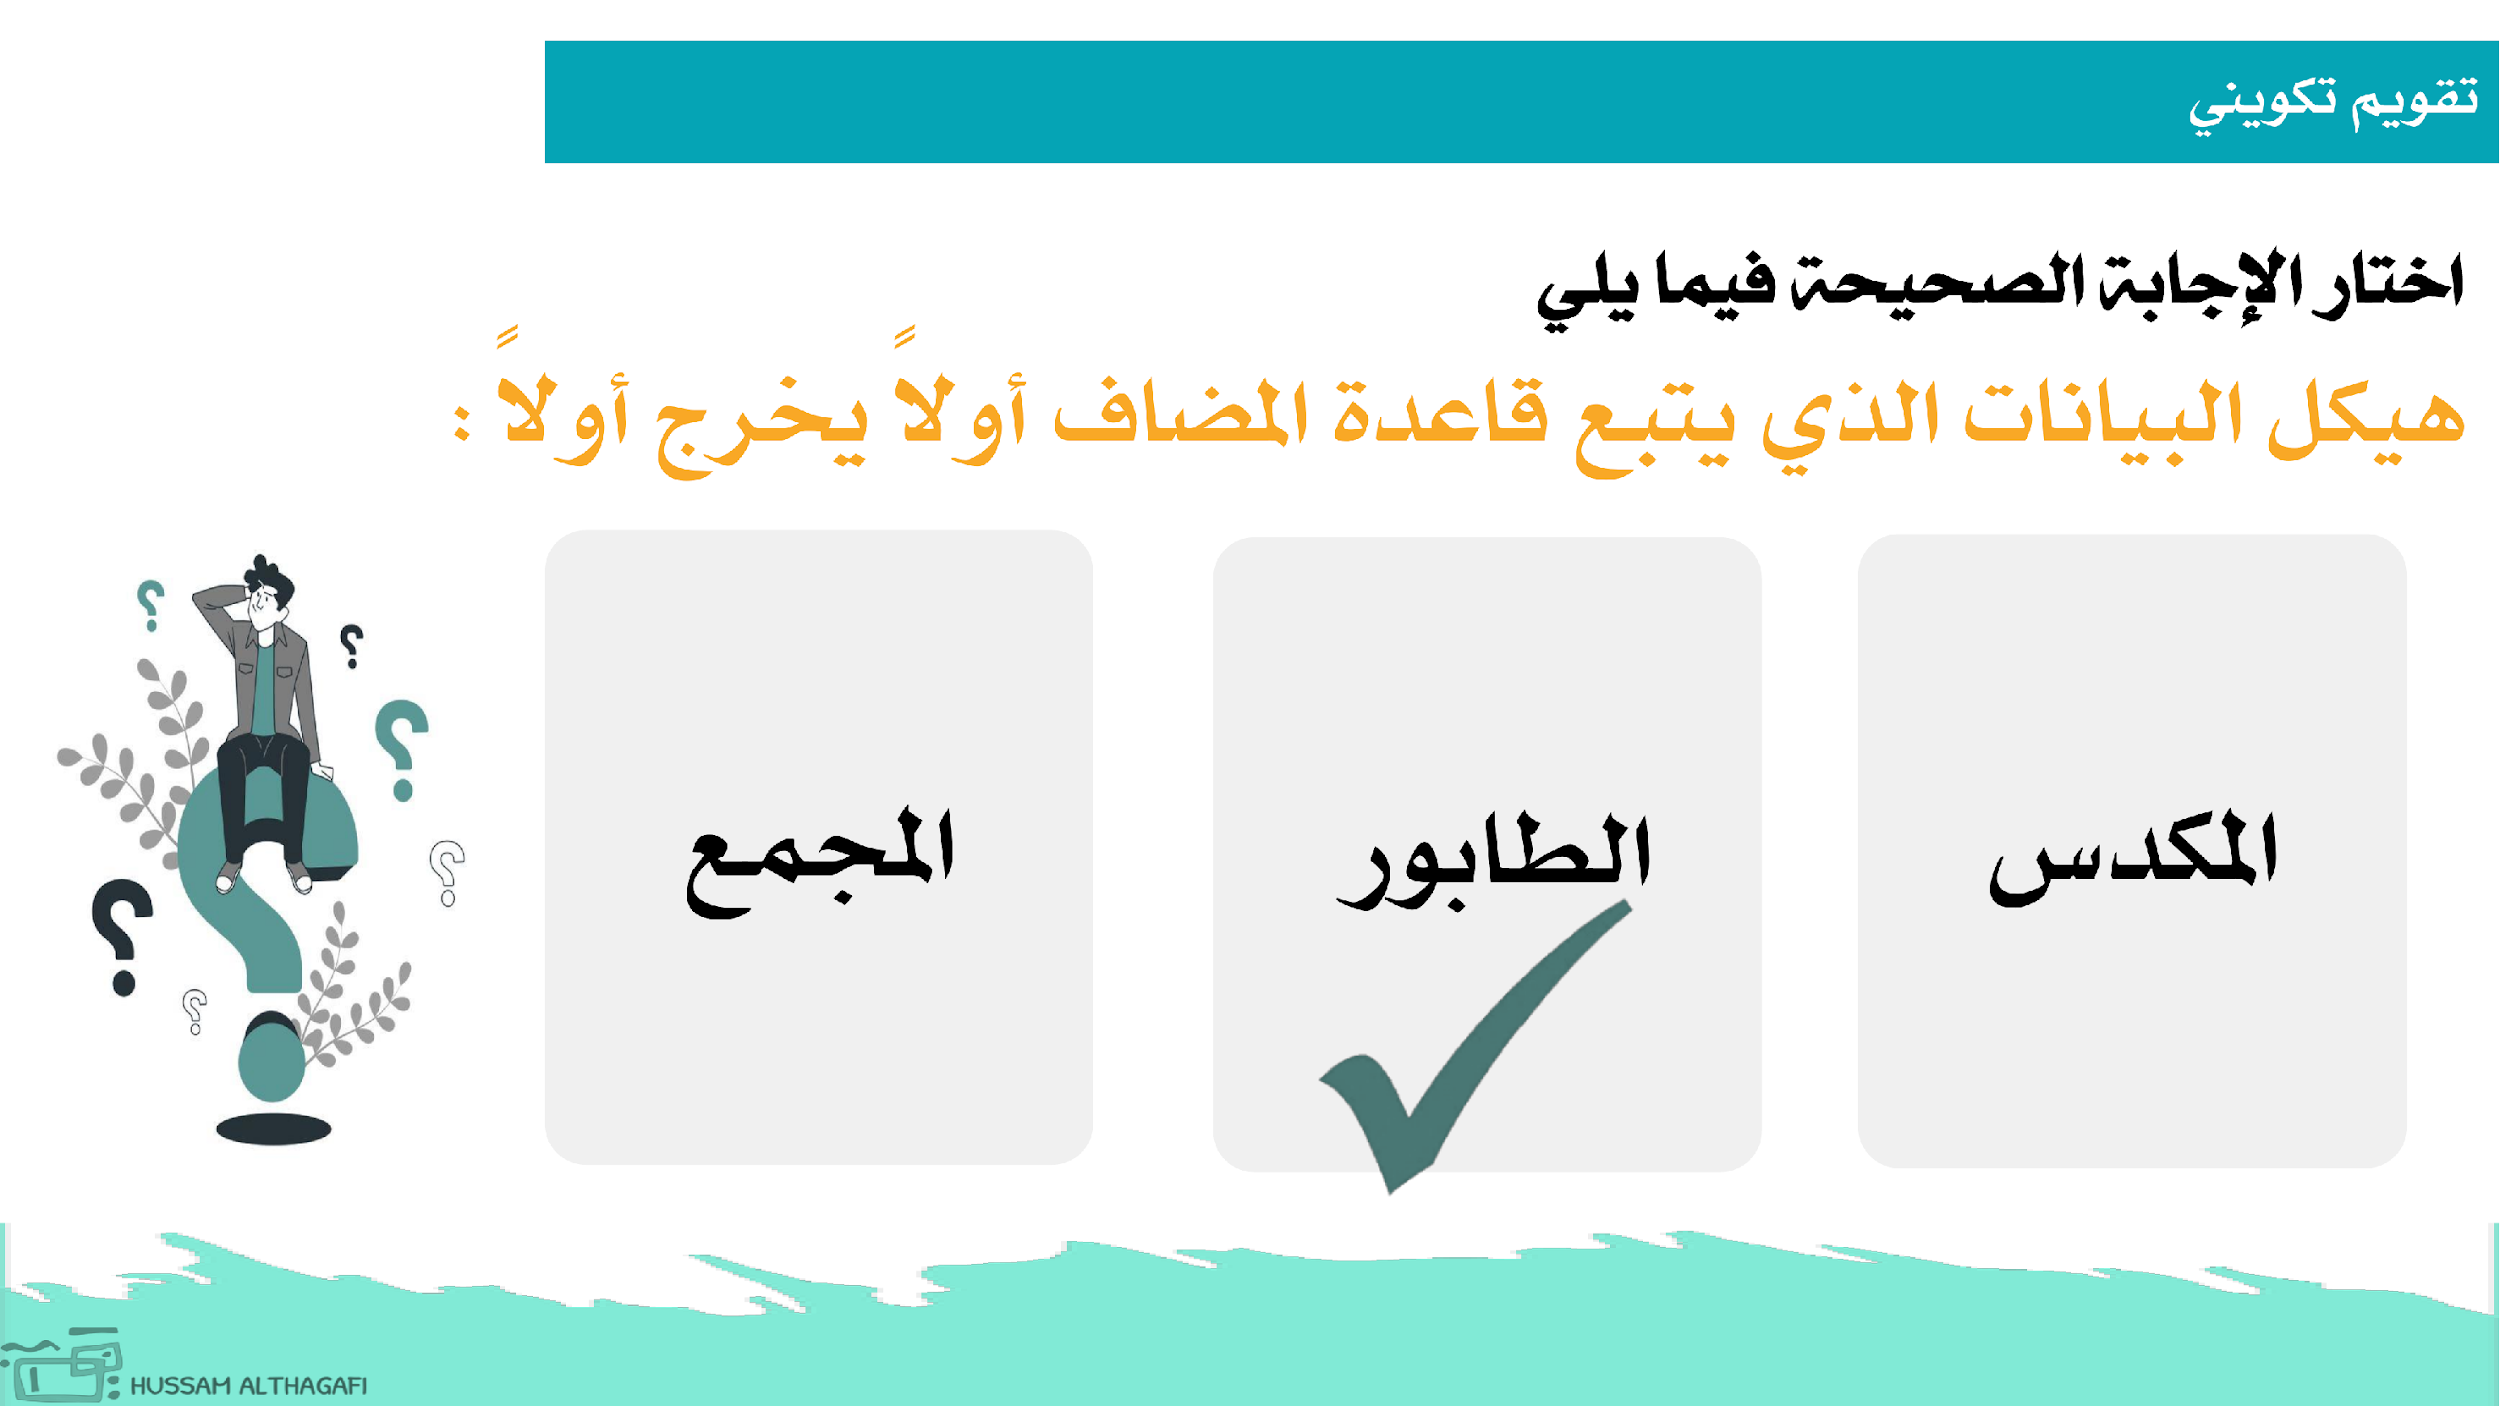 تقويم تكويني
اختار الإجابة الصحيحة فيما يلي
هيكل البيانات الذي يتبع قاعدة المضاف أولاً يخرج أولاً:
المكدس
الطابور
المجمع
HUSSAM ALTHAGAFI